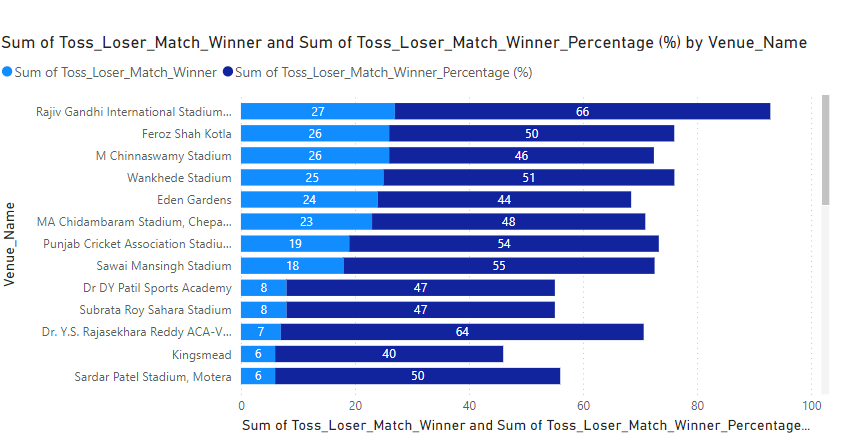 Sum of Toss_Loser_Match_Winner and Sum of Toss_Loser_Match_Winner_Percentage (%) by Venue_Name
Sum of Toss_Loser_Match_Winner Sum of Toss_Loser_Match_Winner_Percentage (%)
Venue_Name
Rajiv Gandhi International Stadium... 27 66
Feroz Shah Kotla 26 50
M Chinnaswamy Stadium 26 46
Wankhede Stadium 25 51
Eden Gardens 24 44
MA Chidambaram Stadium, Chepa... 23 48
Punjab Cricket Association Stadiu... 19 54
Sawai Mansingh Stadium 18 55
Dr DY Patil Sports Academy 8 47
Subrata Roy Sahara Stadium 8 47
Dr. Y.S. Rajasekhara Reddy ACA-V... 7 64
Kingsmead 6 40
Sardar Patel Stadium, Motera 6 50
0 20 40 60 80 100
Sum of Toss_Loser_Match_Winner and Sum of Toss_Loser_Match_Winner_Percentage...